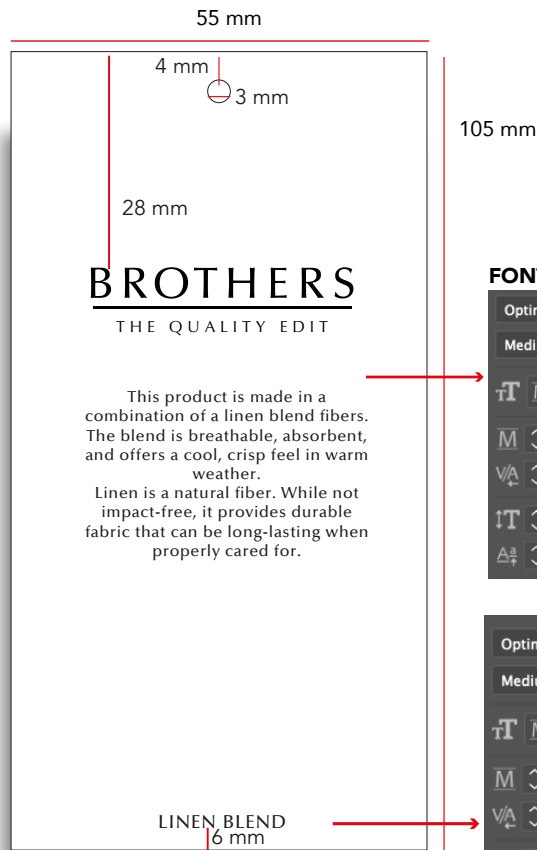 55 mm
4 mm
3 mm
105 mm
28 mm
BROTHERS
THE QUALITY EDIT
This product is made in a
combination of a linen blend fibers.
The blend is breathable, absorbent,
and offers a cool, crisp feel in warm
weather.
Linen is a natural fiber. While not
impact-free, it provides durable
fabric that can be long-lasting when
properly cared for.
LINEN BLEND
6 mm